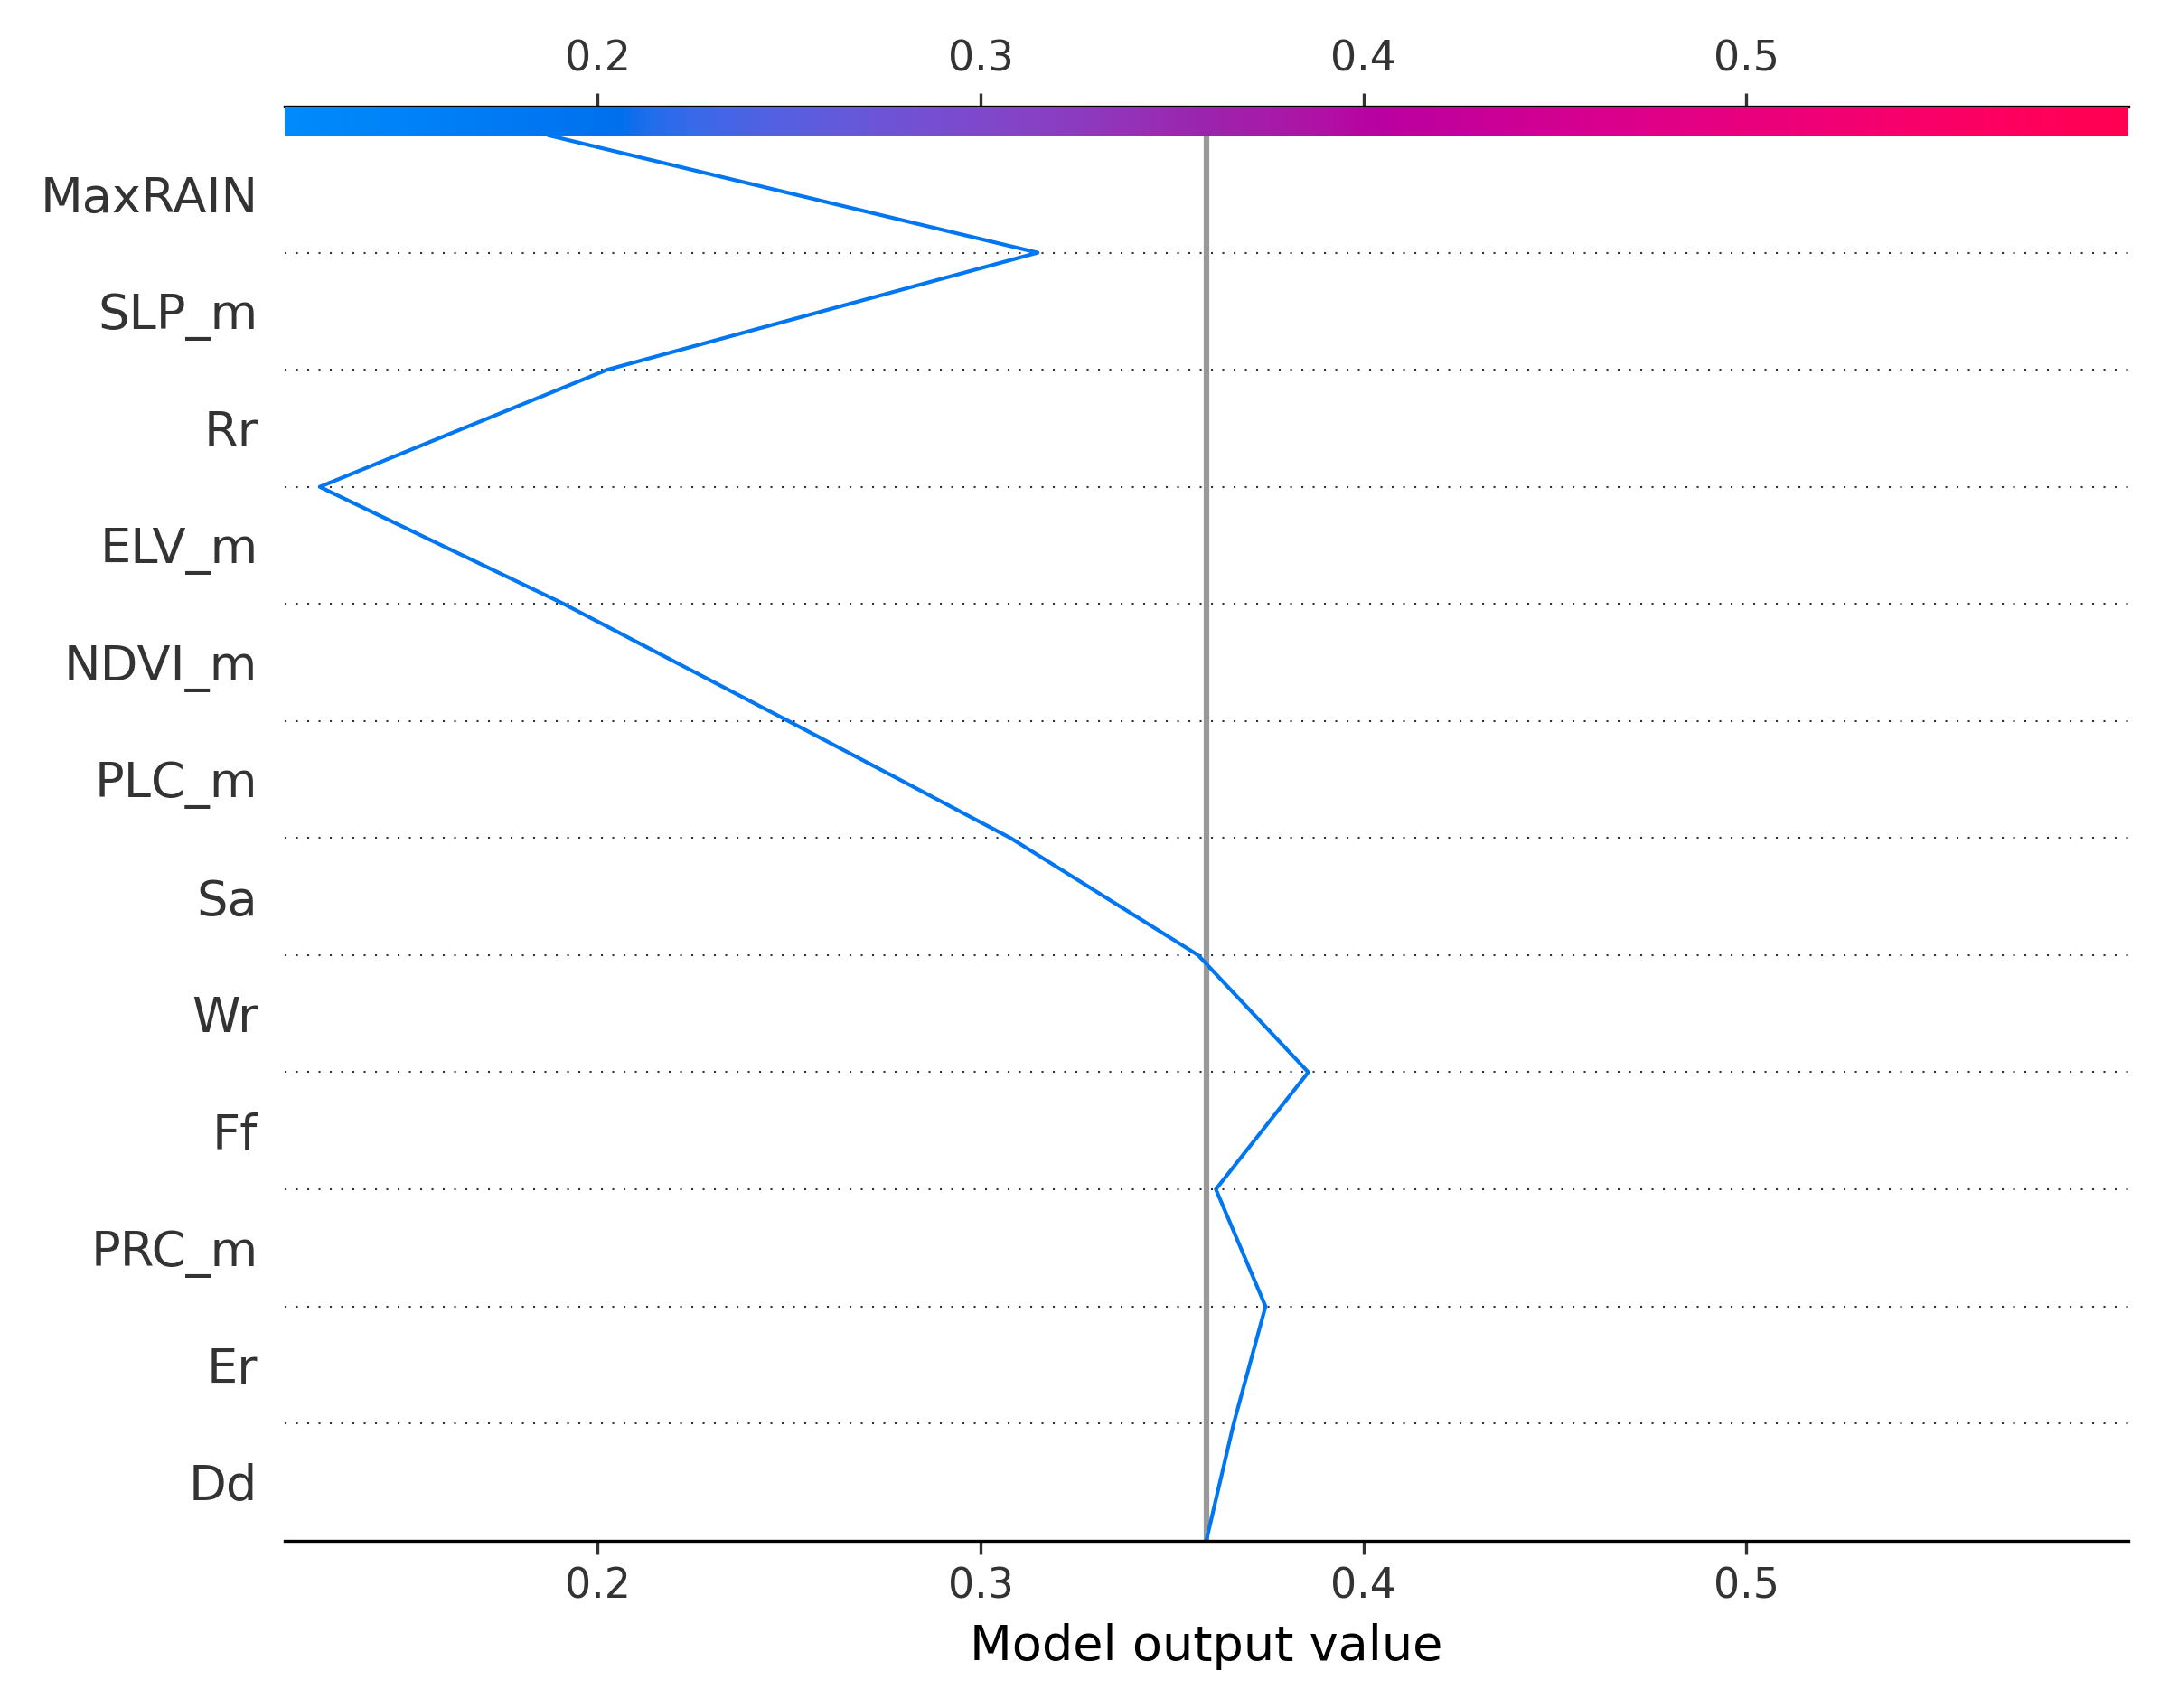 0.2 0.3 0.4 0.5
MaxRAIN
SLP_m
Rr
ELV_m
NDVI_m
PLC_m
Sa
Wr
Ff
PRC_m
Er
Dd
0.2 0.3 0.4 0.5
Model output value